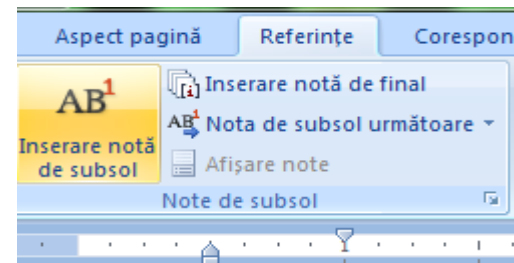 Aspect pagină Referințe Corespon
AB1
Inserare notă
de subsol
Inserare notă de final
AB1 Nota de subsol următoare
Afișare note
Note de subsol